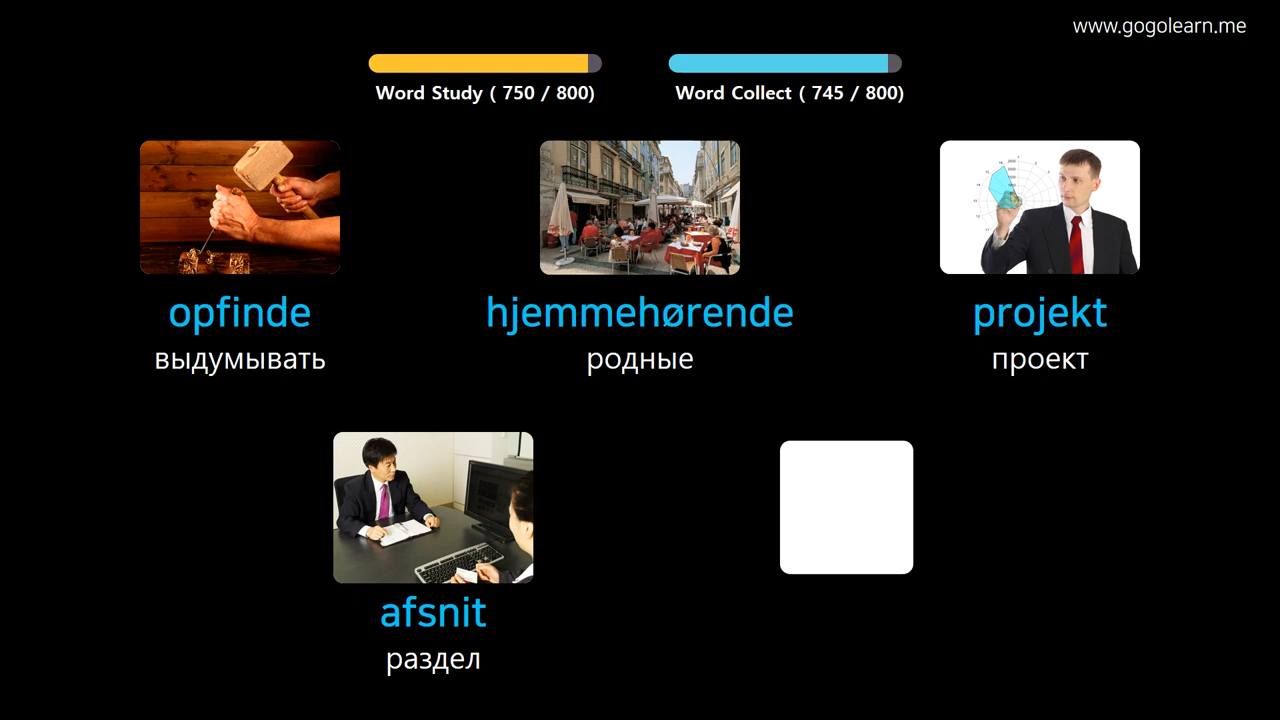 www.gogolearn.me
Word Study ( 750 / 800)
Word Collect ( 745 / 800)
opfinde
выдумывать
hjemmehørende
родные
projekt
проект
afsnit
раздел